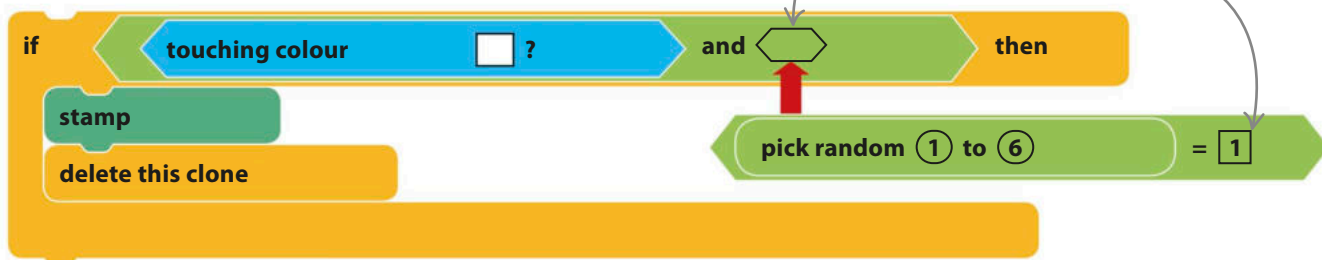 if touching colour ? and then
stamp
pick random 1 to 6 = 1
delete this clone